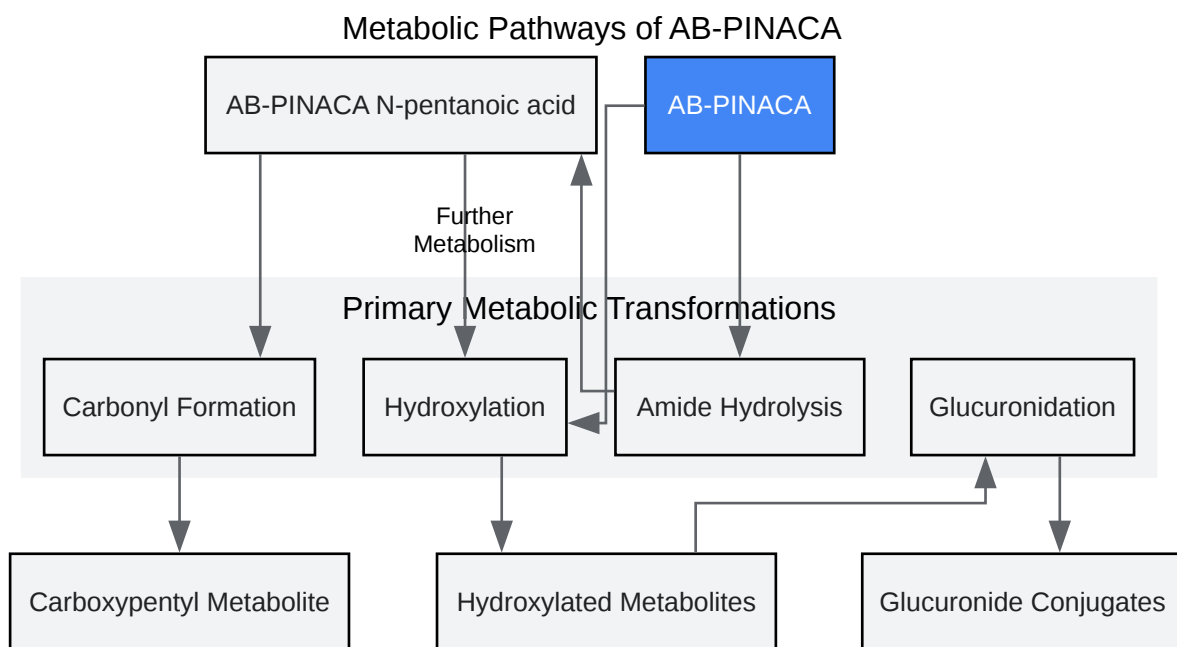 Metabolic Pathways of AB-PINACA
AB-PINACA N-pentanoic acid
AB-PINACA
Further
Metabolism
Primary Metabolic Transformations
Carbonyl Formation
Hydroxylation
Amide Hydrolysis
Glucuronidation
Carboxypentyl Metabolite
Hydroxylated Metabolites
Glucuronide Conjugates